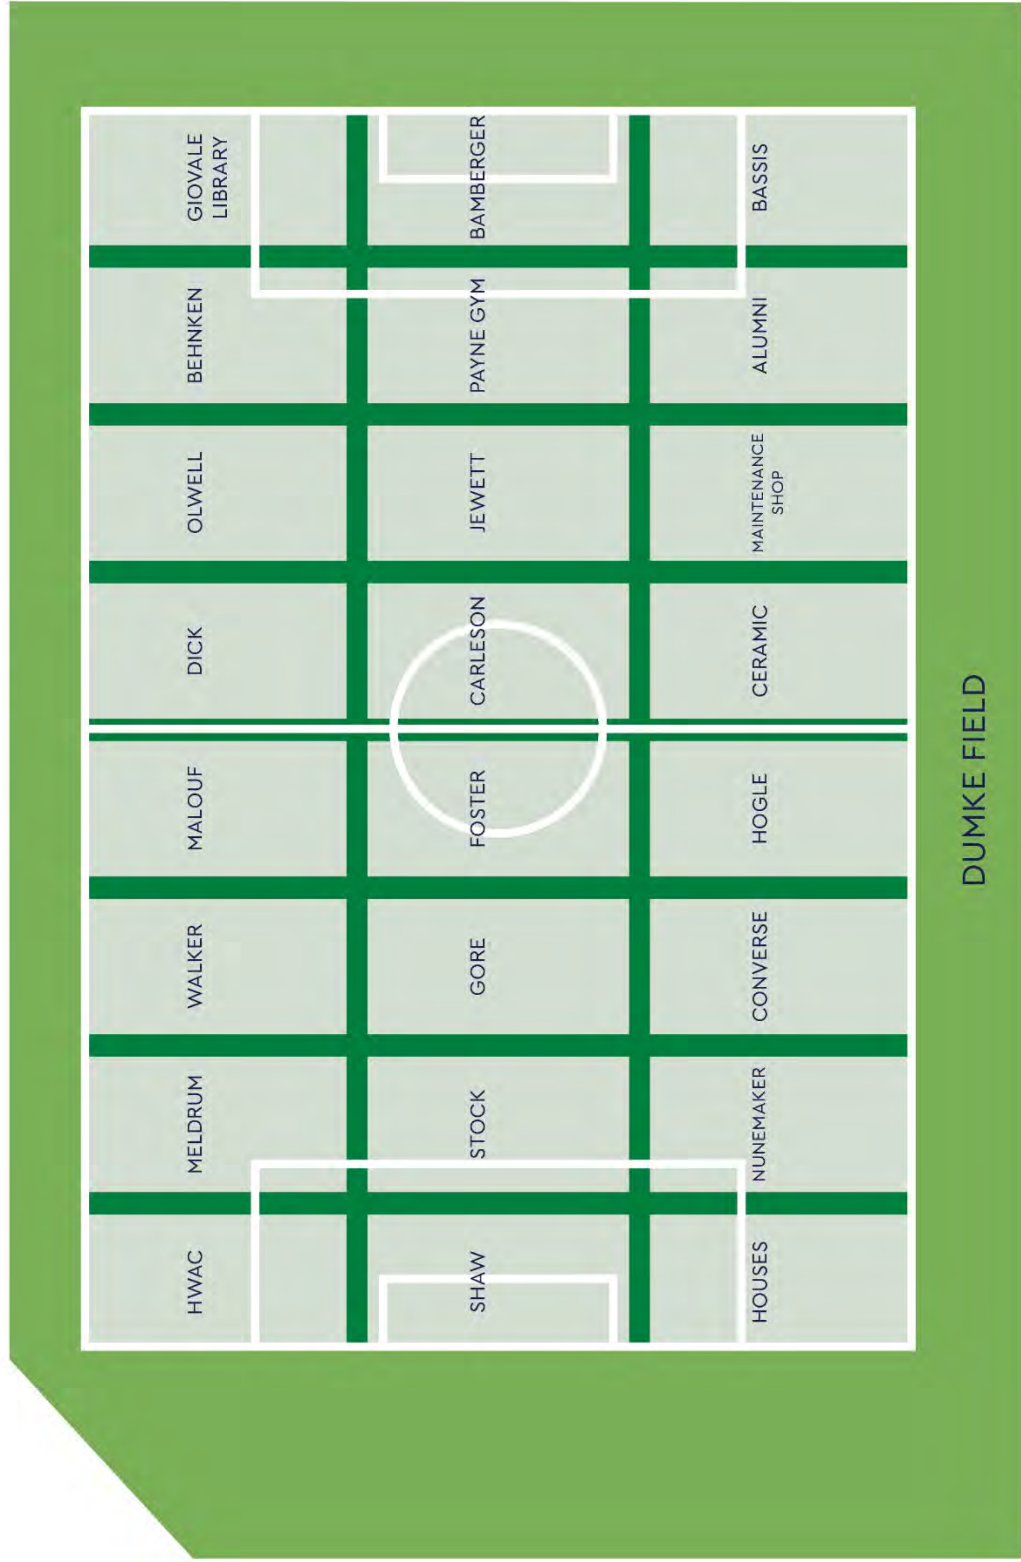 HWAC
MELDRUM
WALKER
MALOUF
DICK
OLWELL
BEHNKEN
GIOVALE
LIBRARY
SHAW
STOCK
GORE
FOSTER
CARLESON
JEWETT
PAYNE GYM
BAMBERGER
HOUSES
NUNEMAKER
CONVERSE
HOGLE
CERAMIC
MAINTENANCE
SHOP
ALUMNI
BASSIS
DUMKE FIELD